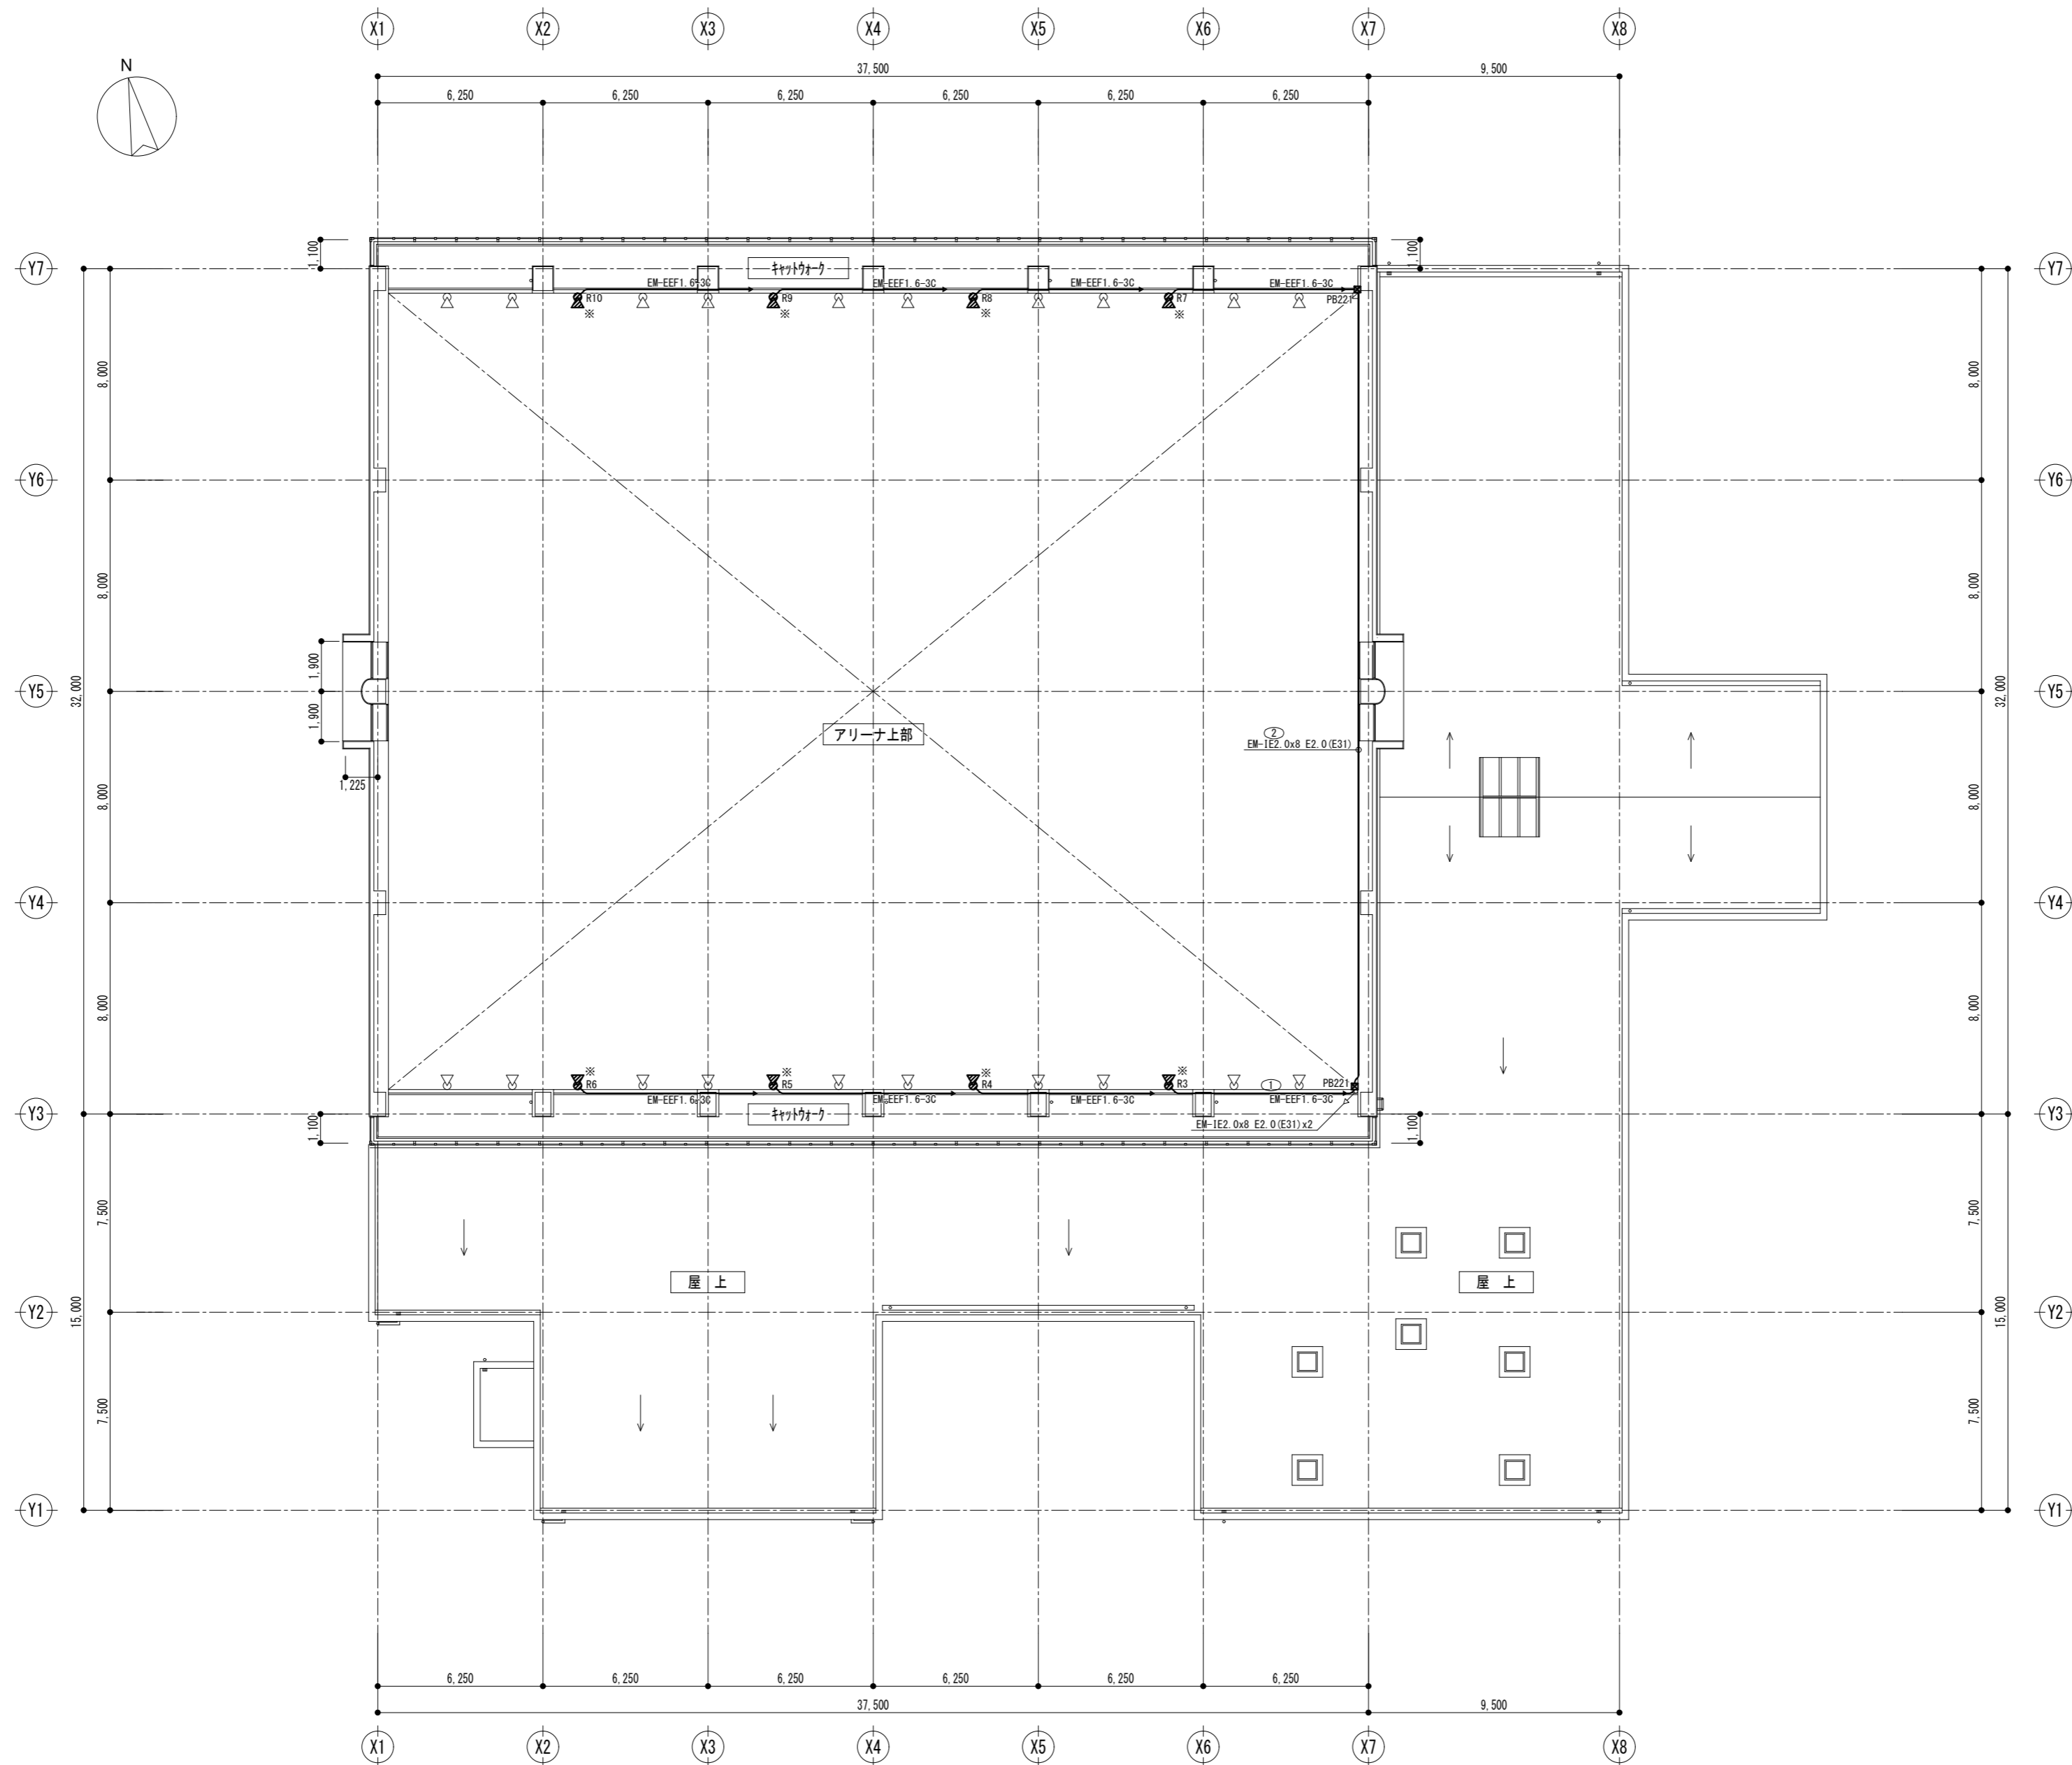 X1 X2 X3 X4 X5 X6 X7 X8
N
37,500 9,500
6,250 6,250 6,250 6,250 6,250 6,250
1,100 1,100
Y7 Y7
キャットウォーク
EM-EEF1.6-3C EM-EEF1.6-3C EM-EEF1.6-3C EM-EEF1.6-3C
R10 R9 R8 R7 PB221
※ ※ ※ ※
8,000 8,000
Y6 Y6
8,000 8,000
1,900
32,000 32,000
Y5 Y5
1,900
アリーナ上部
2
EM-IE2.0x8 E2.0(E31)
1,225
8,000 8,000
Y4 Y4
8,000 8,000
※ ※ ※ ※
R6 R5 R4 R3 1 PB221
EM-EEF1.6-3C EM-EEF1.6-3C EM-EEF1.6-3C EM-EEF1.6-3C
キャットウォーク
Y3 Y3
EM-IE2.0x8 E2.0(E31)x2
1,100 1,100
7,500 7,500
屋 上 屋 上
Y2 Y2
15,000 15,000
7,500 7,500
Y1 Y1
6,250 6,250 6,250 6,250 6,250 6,250
37,500 9,500
X1 X2 X3 X4 X5 X6 X7 X8